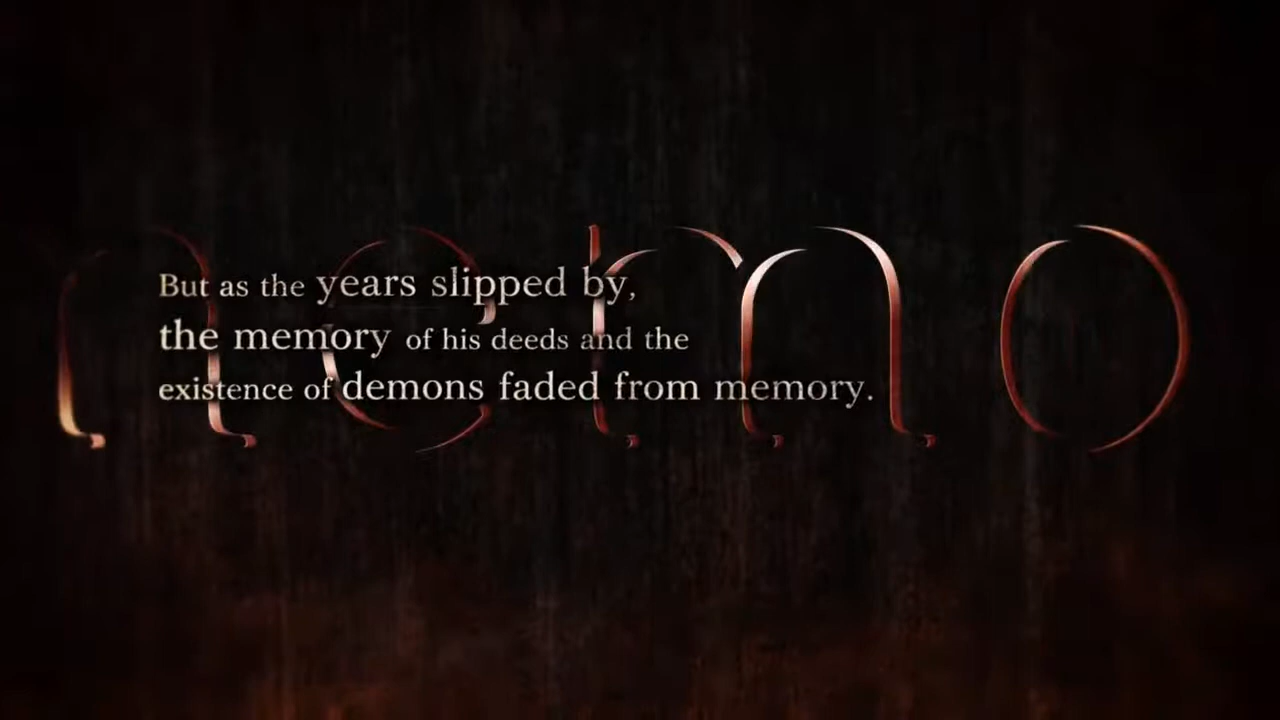 But as the years slipped by,
the memory of his deeds and the
existence of demons faded from memory.